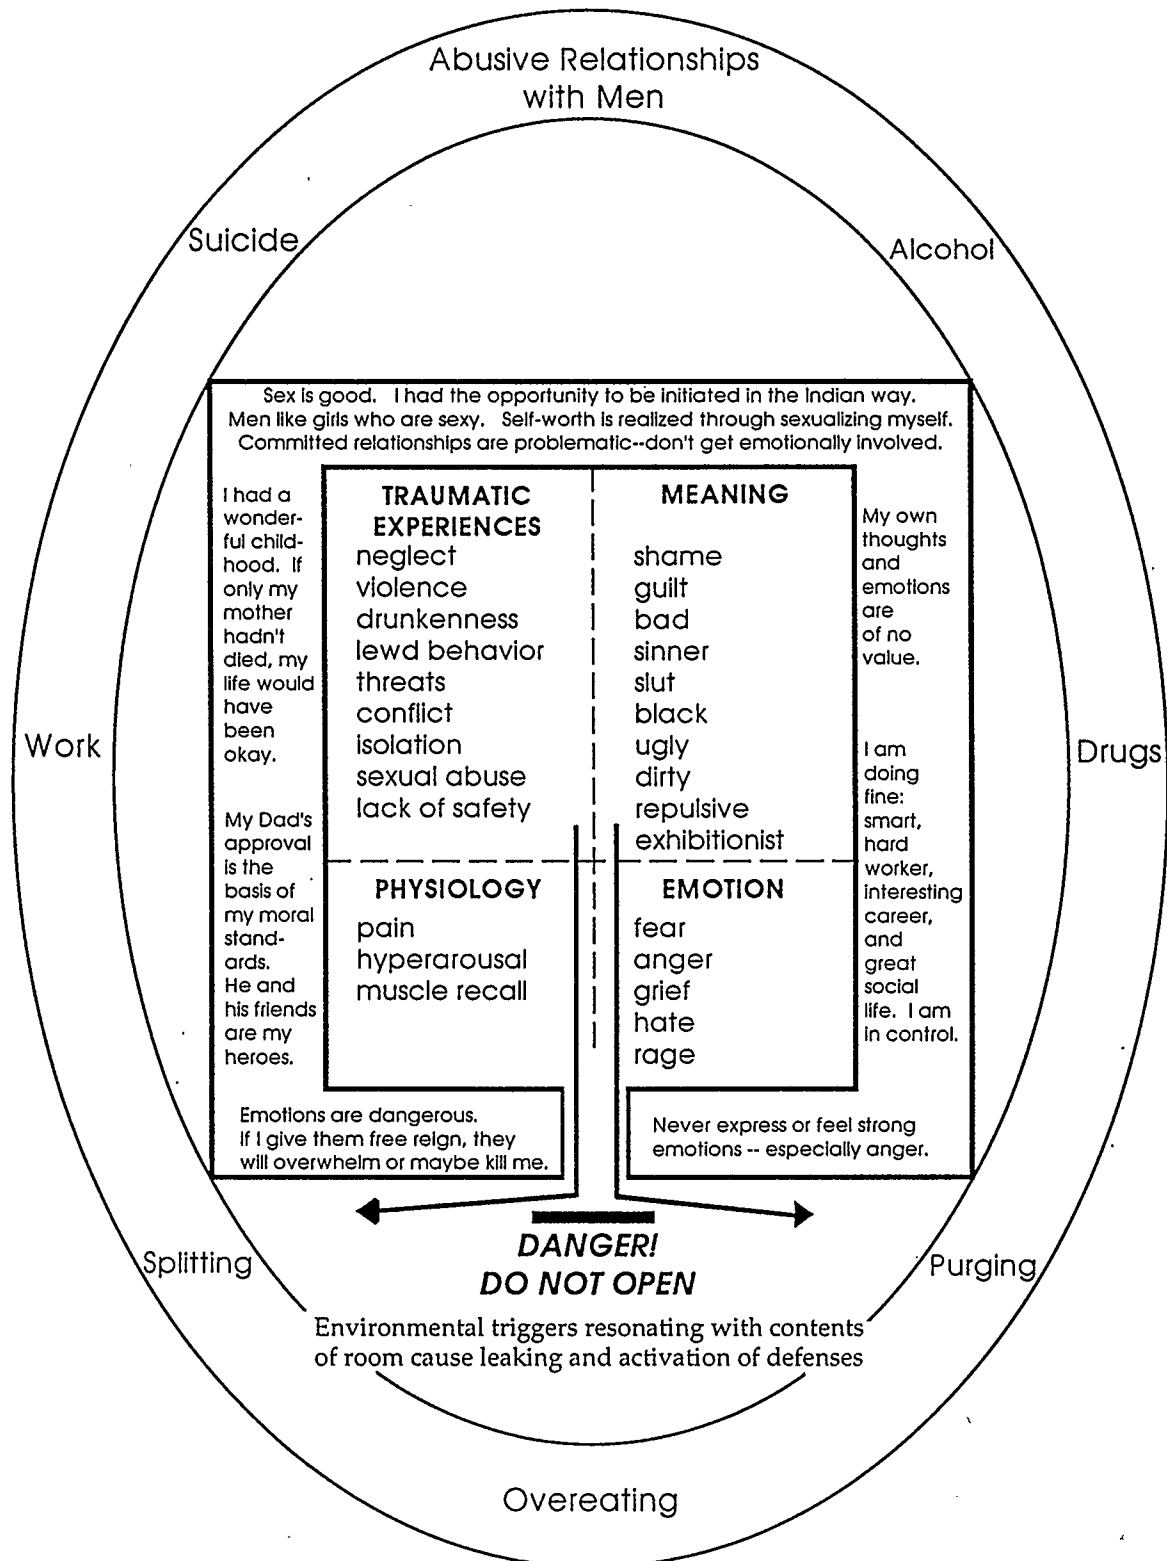 Abusive Relationships
with Men
Suicide
Alcohol
Sex is good. I had the opportunity to be initiated in the Indian way.
Men like girls who are sexy. Self-worth is realized through sexualizing myself.
Committed relationships are problematic--don't get emotionally involved.
I had a
wonder-
ful child-
hood. If
only my
mother
hadn't
died, my
life would
have
been
okay.
My Dad's
approval
is the
basis of
my moral
stand-
ards.
He and
his friends
are my
heroes.
TRAUMATIC
EXPERIENCES
neglect
violence
drunkenness
lewd behavior
threats
conflict
isolation
sexual abuse
lack of safety
MEANING
shame
guilt
bad
sinner
slut
black
ugly
dirty
repulsive
exhibitionist
PHYSIOLOGY
pain
hyperarousal
muscle recall
EMOTION
fear
anger
grief
hate
rage
My own
thoughts
and
emotions
are
of no
value.
I am
doing
fine:
smart,
hard
worker,
interesting
career,
and
great
social
life. I am
in control.
Work
Drugs
Emotions are dangerous.
If I give them free reign, they
will overwhelm or maybe kill me.
Never express or feel strong
emotions -- especially anger.
DANGER!
DO NOT OPEN
Splitting
Purging
Environmental triggers resonating with contents
of room cause leaking and activation of defenses
Overeating